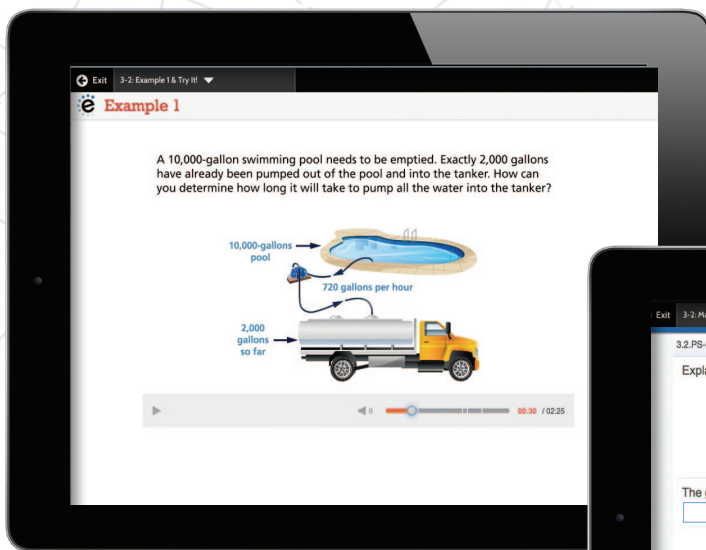 Exit 3-2: Example 1 & Try It!
e Example 1
A 10,000-gallon swimming pool needs to be emptied. Exactly 2,000 gallons
have already been pumped out of the pool and into the tanker. How can
you determine how long it will take to pump all the water into the tanker?
10,000-gallons
pool
720 gallons per hour
2,000
gallons
so far
00:30 / 02:25
Exit 3-2:
3.2.PS-
The